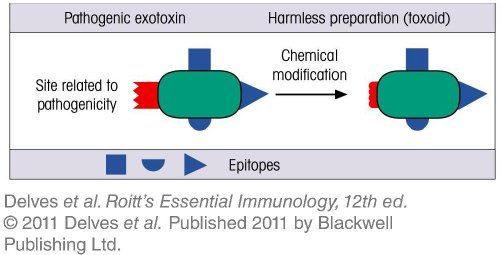 Pathogenic exotoxin
Harmless preparation (toxoid)
Site related to
pathogenicity
Chemical
modification
Epitopes
Delves et al. Roitt's Essential Immunology, 12th ed.
© 2011 Delves et al. Published 2011 by Blackwell
Publishing Ltd.